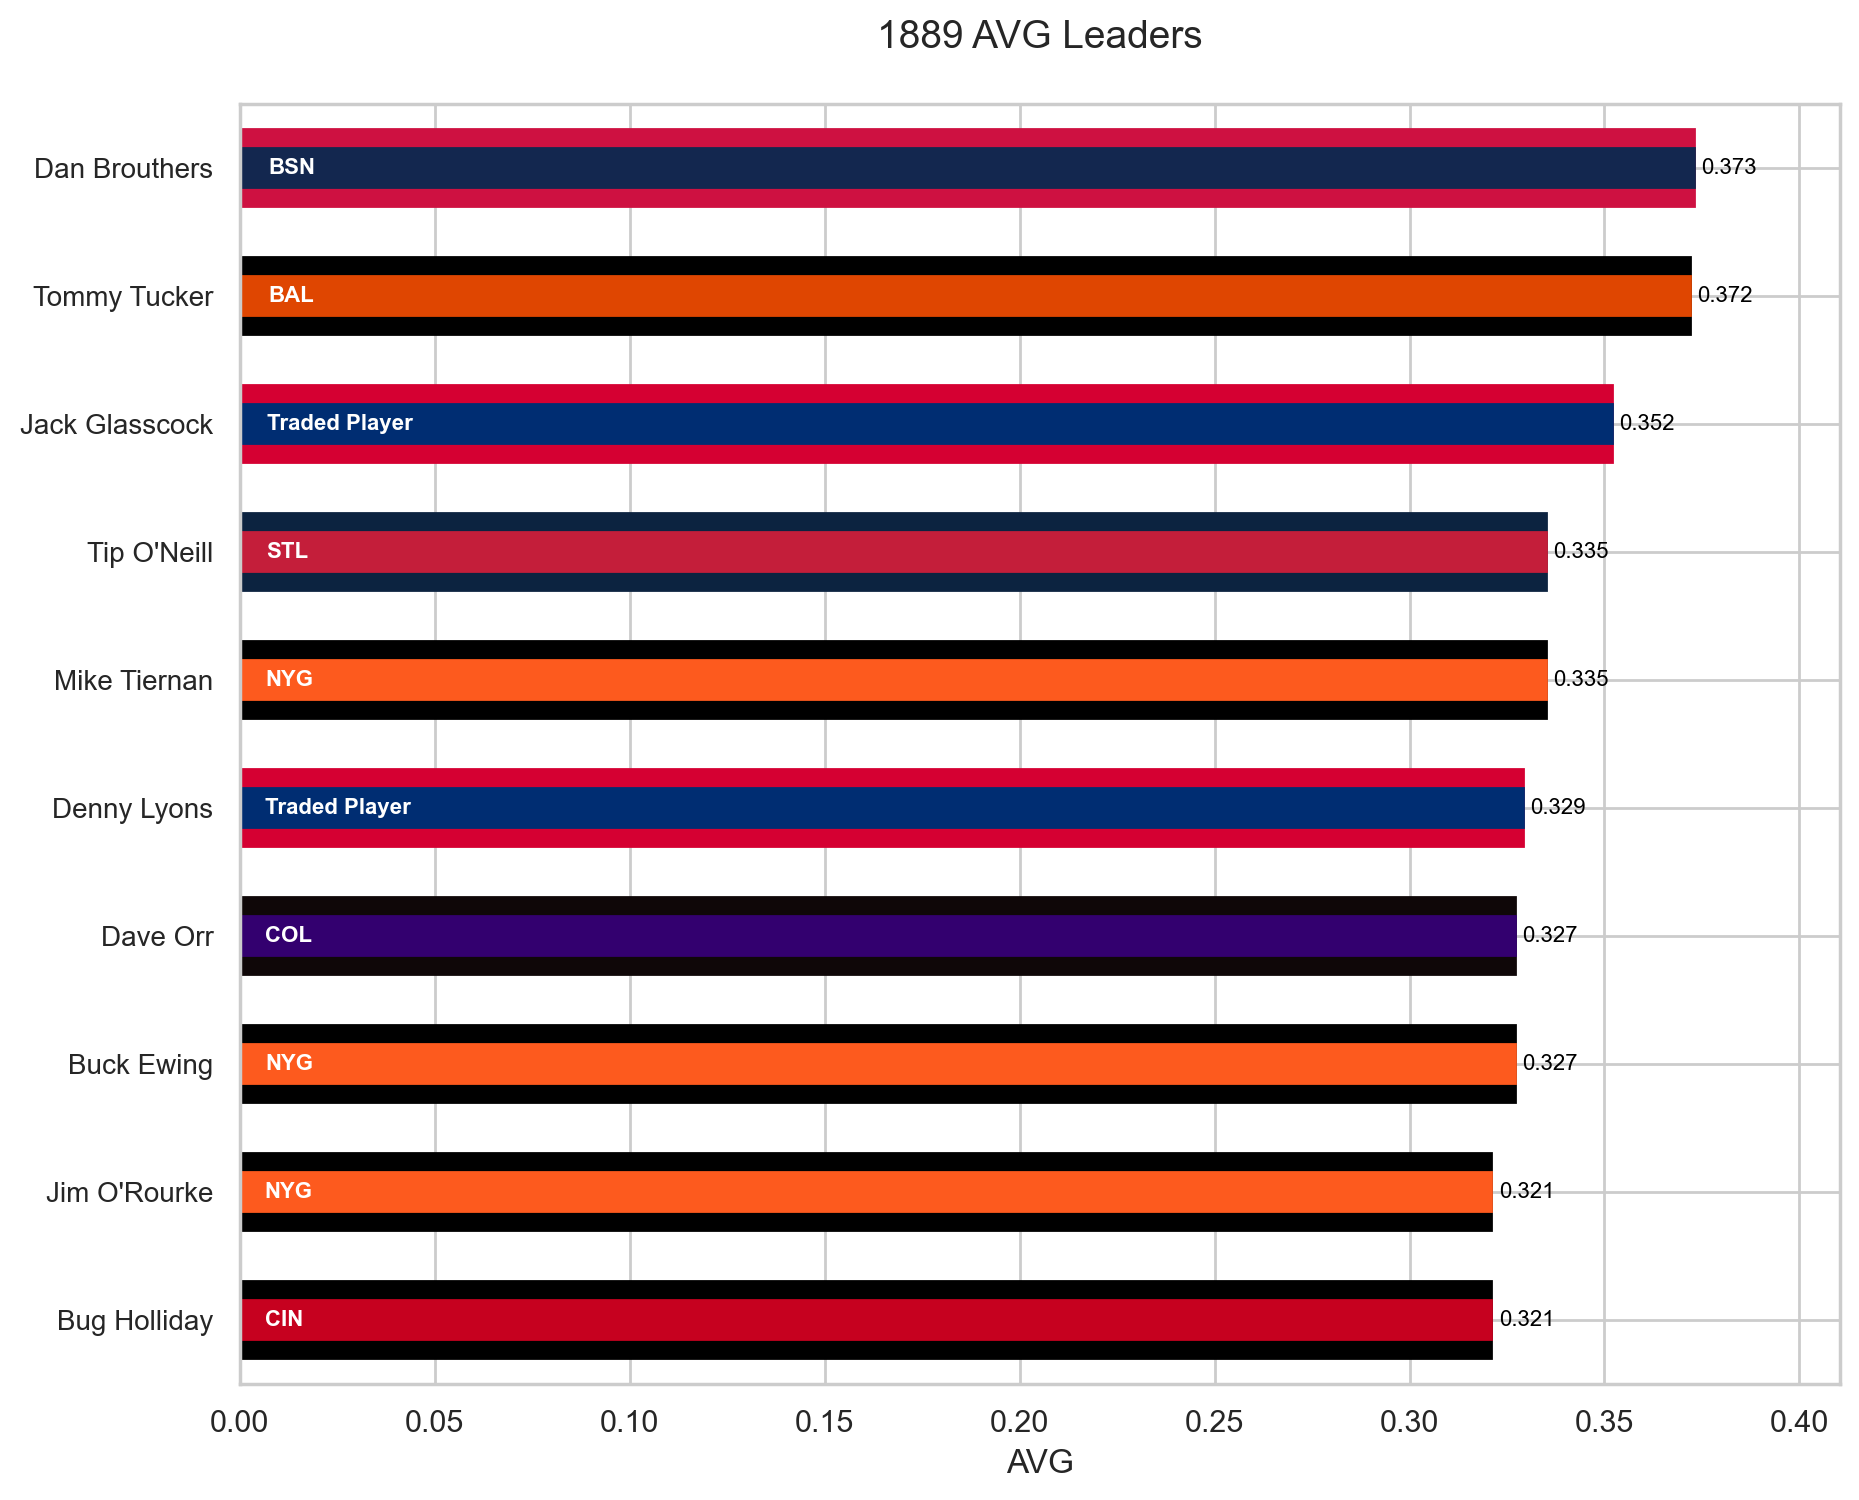 1889 AVG Leaders
Dan Brouthers BSN 0.373
Tommy Tucker BAL 0.372
Jack Glasscock Traded Player 0.352
Tip O'Neill STL 0.335
Mike Tiernan NYG 0.335
Denny Lyons Traded Player 0.329
Dave Orr COL 0.327
Buck Ewing NYG 0.327
Jim O'Rourke NYG 0.321
Bug Holliday CIN 0.321
0.00 0.05 0.10 0.15 0.20 0.25 0.30 0.35 0.40
AVG